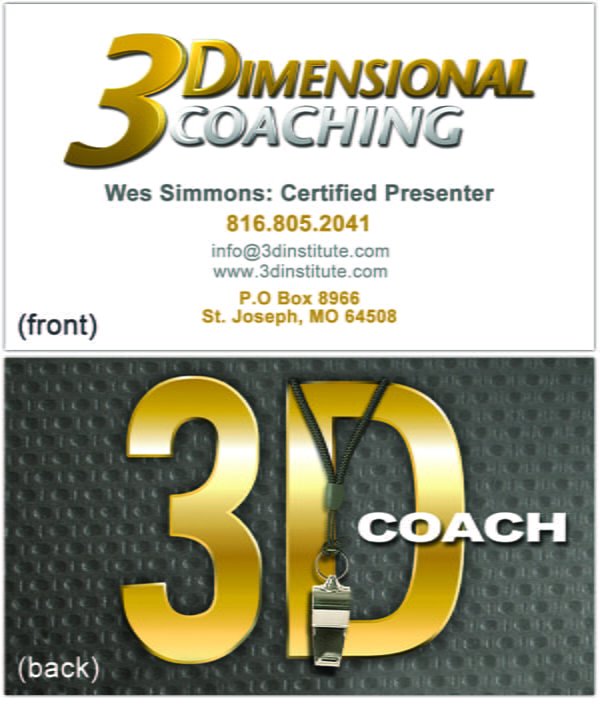 3DIMENSIONAL
COACHING
Wes Simmons: Certified Presenter
816.805.2041
info@3dinstitute.com
www.3dinstitute.com
P.O Box 8966
St. Joseph, MO 64508
(front)
3D
COACH
(back)